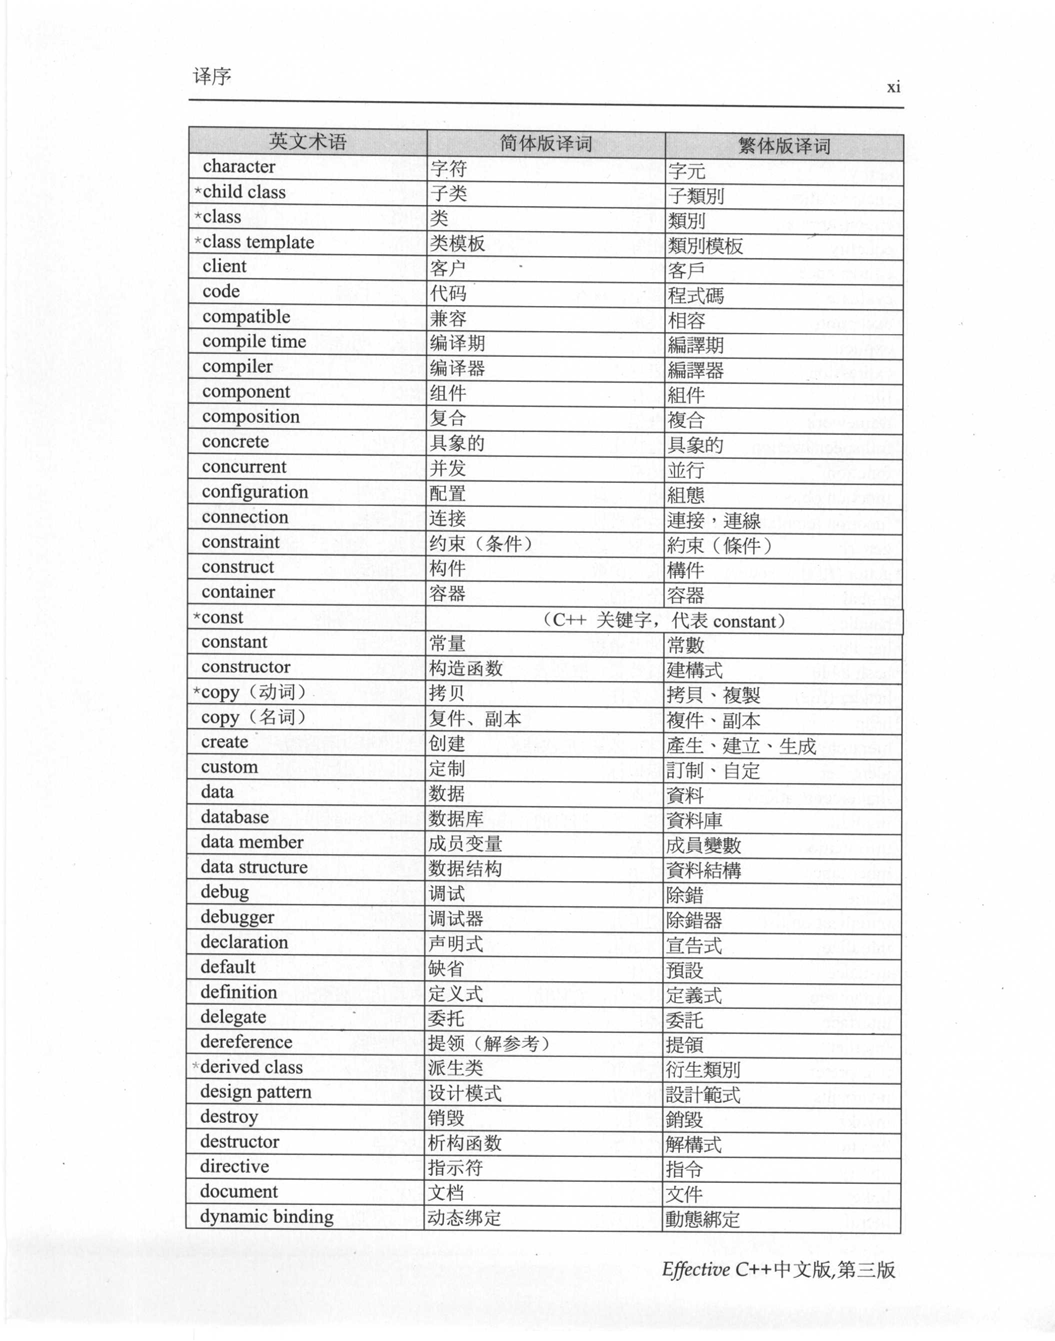 译序
xi
英文术语 简体版译词 繁体版译词
character 字符 字元
*child class 子类 子類別
*class 类 類別
*class template 类模板 類別模板
client 客户 客戶
code 代码 程式碼
compatible 兼容 相容
compile time 编译期 編譯期
compiler 编译器 編譯器
component 组件 組件
composition 复合 複合
concrete 具象的 具象的
concurrent 并发 並行
configuration 配置 組態
connection 连接 連接，連線
constraint 约束（条件） 約束（條件）
construct 构件 構件
container 容器 容器
*const （C++ 关键字，代表 constant）
constant 常量 常數
constructor 构造函数 建構式
*copy（动词） 拷贝 拷貝、複製
copy（名词） 复件、副本 複件、副本
create 创建 產生、建立、生成
custom 定制 訂制、自定
data 数据 資料
database 数据库 資料庫
data member 成员变量 成員變數
data structure 数据结构 資料結構
debug 调试 除錯
debugger 调试器 除錯器
declaration 声明式 宣告式
default 缺省 預設
definition 定义式 定義式
delegate 委托 委託
dereference 提领（解参考） 提領
*derived class 派生类 衍生類別
design pattern 设计模式 設計範式
destroy 销毁 銷毀
destructor 析构函数 解構式
directive 指示符 指令
document 文档 文件
dynamic binding 动态绑定 動態綁定
Effective C++中文版,第三版